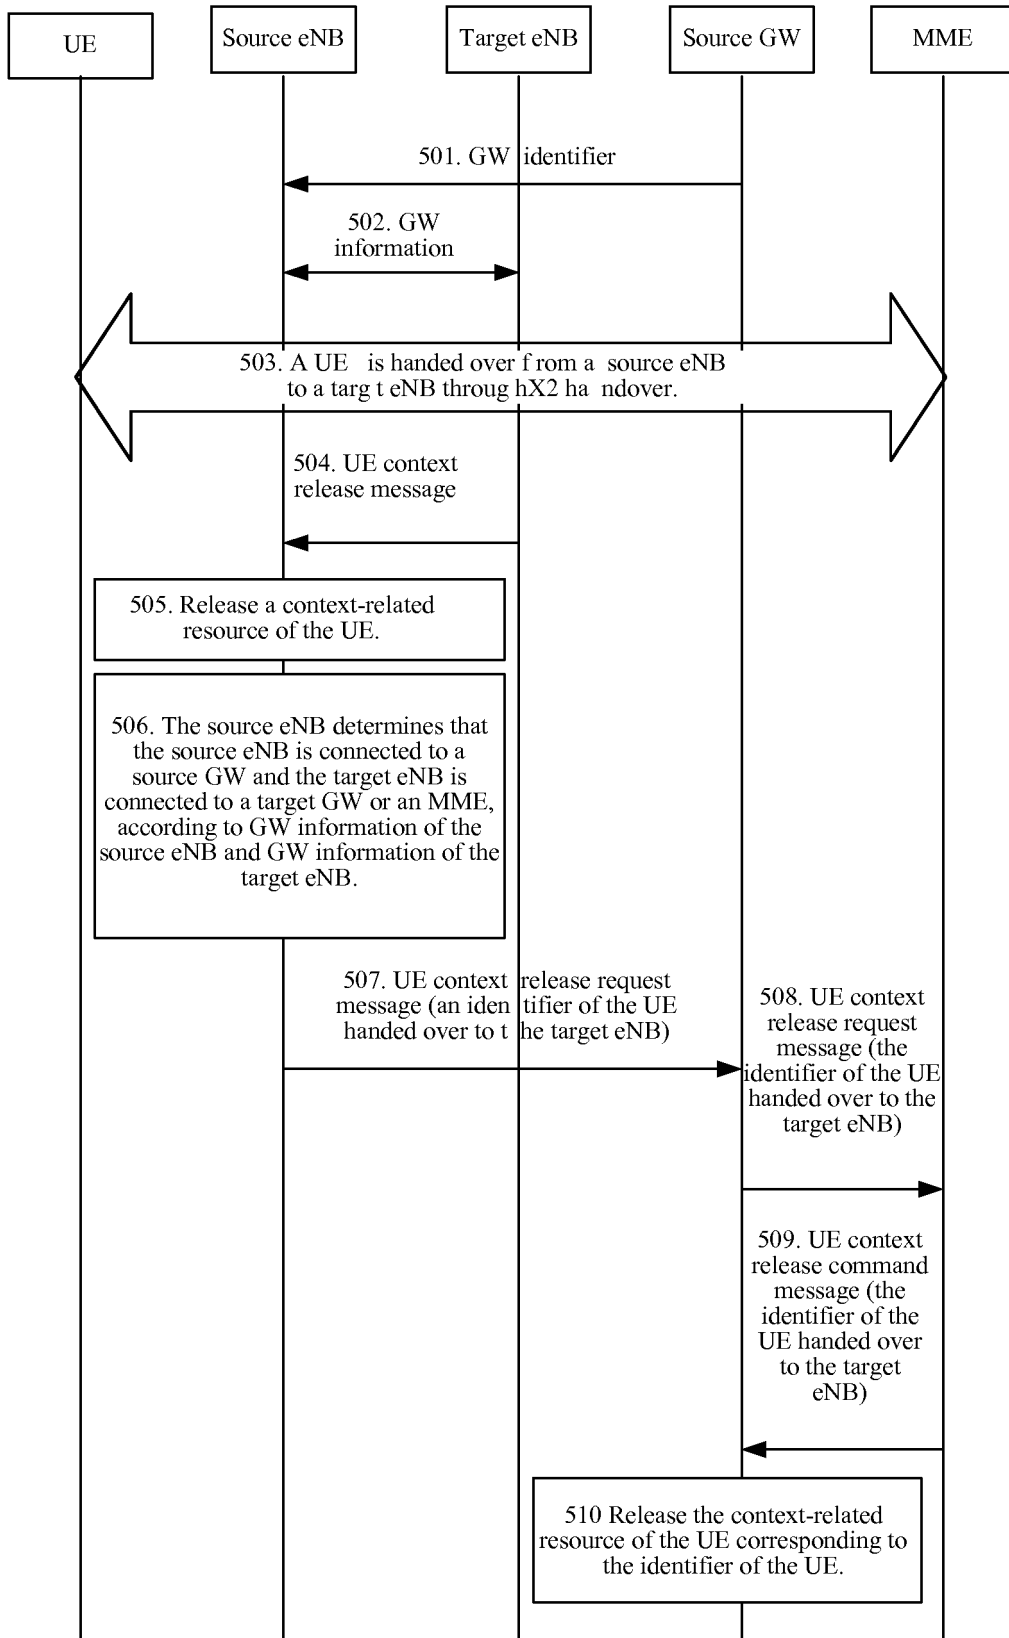 UE
Source eNB
Target eNB
Source GW
MME
501. GW identifier
502. GW
information
503. A UE is handed over f rom a source eNB
to a targ t eNB throug hX2 ha ndover.
504. UE context
release message
505. Release a context-related
resource of the UE.
506. The source eNB determines that
the source eNB is connected to a
source GW and the target eNB is
connected to a target GW or an MME,
according to GW information of the
source eNB and GW information of the
target eNB.
507. UE context release request
message (an iden tifier of the UE
handed over to t he target eNB)
508. UE context
release request
message (the
identifier of the UE
handed over to the
target eNB)
509. UE context
release command
message (the
identifier of the
UE handed over
to the target
eNB)
510 Release the context-related
resource of the UE corresponding to
the identifier of the UE.